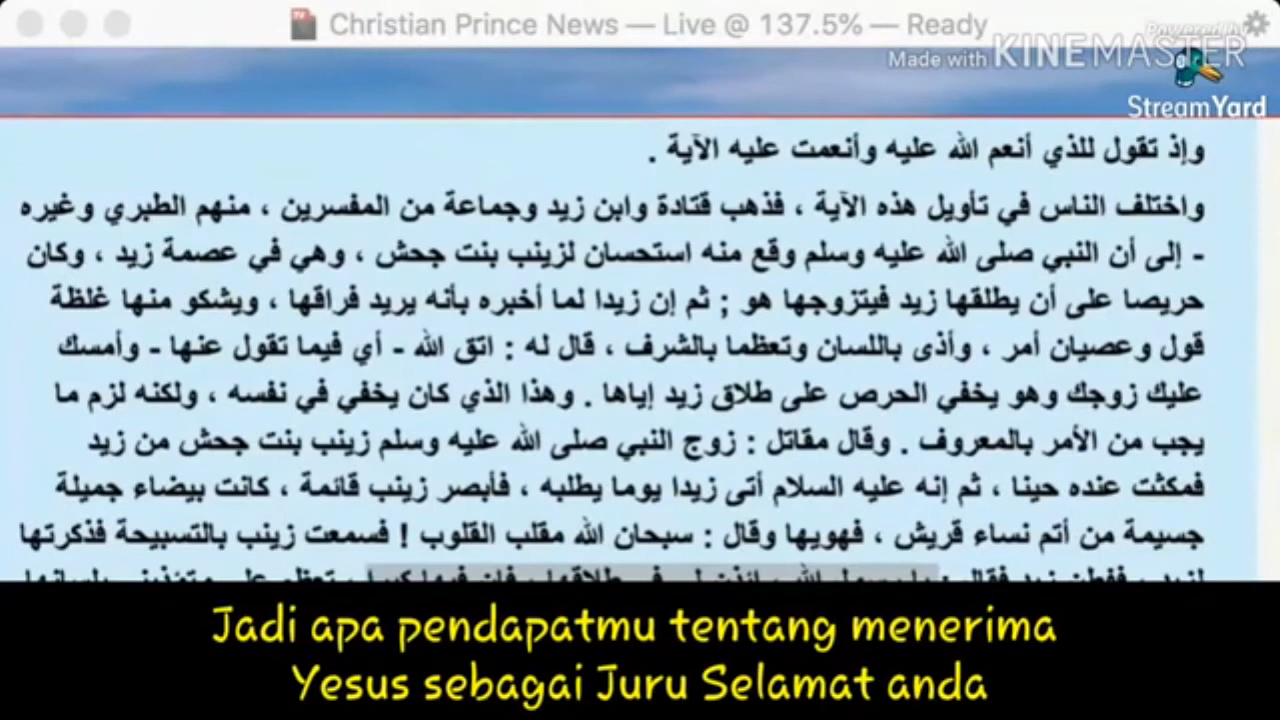 Christian Prince News — Live @ 137.5% — Ready
Powered by
Made with KINEMASTER
StreamYard
وإذ تقول للذي أنعم الله عليه وأنعمت عليه الآية .
واختلف الناس في تأويل هذه الآية ، فذهب قتادة وابن زيد وجماعة من المفسرين ، منهم الطبري وغيره
- إلى أن النبي صلى الله عليه وسلم وقع منه استحسان لزينب بنت جحش ، وهي في عصمة زيد ، وكان
حريصا على أن يطلقها زيد فيتزوجها هو ; ثم إن زيدا لما أخبره بأنه يريد فراقها ، ويشكو منها غلظة
قول وعصيان أمر ، وأذى باللسان وتعظما بالشرف ، قال له : اتق الله - أي فيما تقول عنها - وأمسك
عليك زوجك وهو يخفي الحرص على طلاق زيد إياها . وهذا الذي كان يخفي في نفسه ، ولكنه لزم ما
يجب من الأمر بالمعروف . وقال مقاتل : زوج النبي صلى الله عليه وسلم زينب بنت جحش من زيد
فمكثت عنده حينا ، ثم إنه عليه السلام أتى زيدا يوما يطلبه ، فأبصر زينب قائمة ، كانت بيضاء جميلة
جسيمة من أتم نساء قريش ، فهويها وقال : سبحان الله مقلب القلوب ! فسمعت زينب بالتسبيحة فذكرتها
Jadi apa pendapatmu tentang menerima
Yesus sebagai Juru Selamat anda